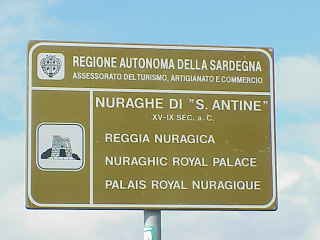 REGIONE AUTONOMA DELLA SARDEGNA
ASSESSORATO DEL TURISMO, ARTIGIANATO E COMMERCIO
NURAGHE DI "S. ANTINE"
XV-IX SEC. a. C.
REGGIA NURAGICA
NURAGHIC ROYAL PALACE
PALAIS ROYAL NURAGIQUE